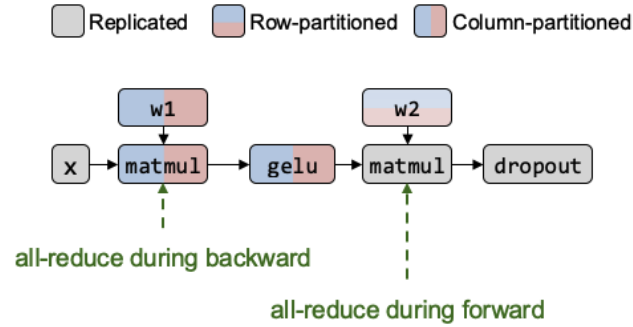 Replicated Row-partitioned Column-partitioned
w1 w2
x matmul gelu matmul dropout
all-reduce during backward
all-reduce during forward